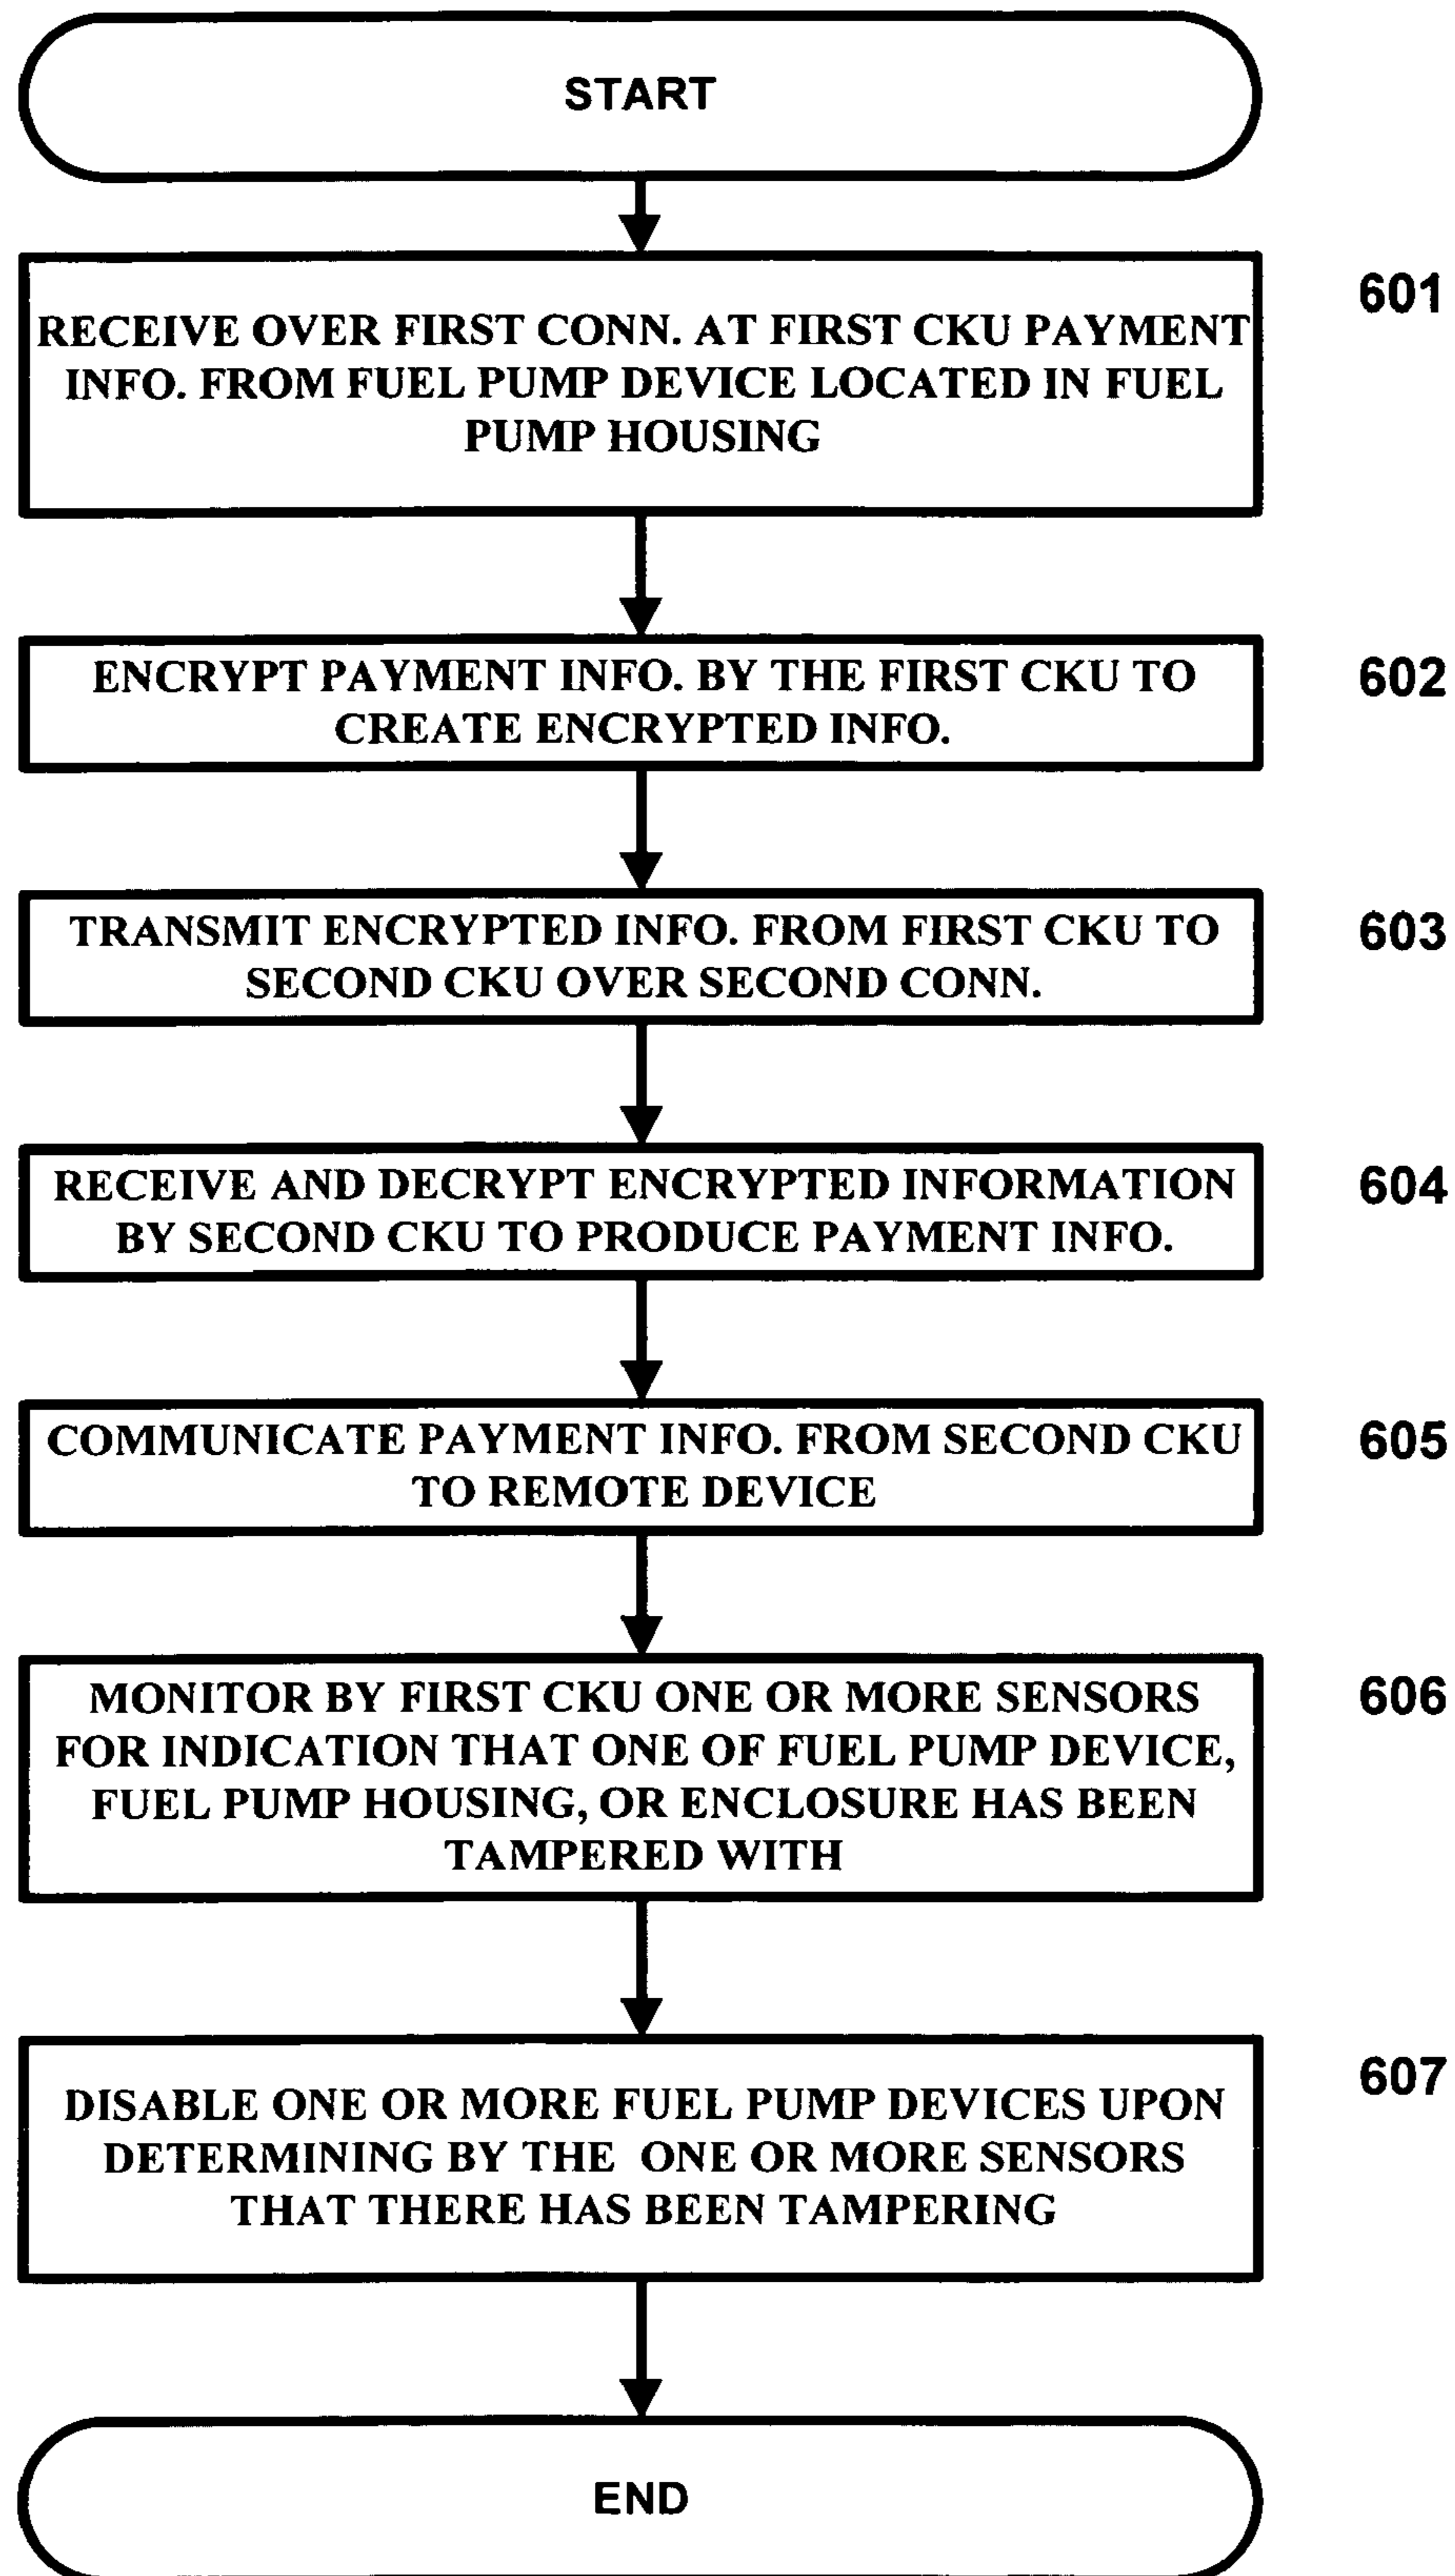 START
601
RECEIVE OVER FIRST CONN. AT FIRST CKU PAYMENT
INFO. FROM FUEL PUMP DEVICE LOCATED IN FUEL
PUMP HOUSING
602
ENCRYPT PAYMENT INFO. BY THE FIRST CKU TO
CREATE ENCRYPTED INFO.
603
TRANSMIT ENCRYPTED INFO. FROM FIRST CKU TO
SECOND CKU OVER SECOND CONN.
604
RECEIVE AND DECRYPT ENCRYPTED INFORMATION
BY SECOND CKU TO PRODUCE PAYMENT INFO.
605
COMMUNICATE PAYMENT INFO. FROM SECOND CKU
TO REMOTE DEVICE
606
MONITOR BY FIRST CKU ONE OR MORE SENSORS
FOR INDICATION THAT ONE OF FUEL PUMP DEVICE,
FUEL PUMP HOUSING, OR ENCLOSURE HAS BEEN
TAMPERED WITH
607
DISABLE ONE OR MORE FUEL PUMP DEVICES UPON
DETERMINING BY THE ONE OR MORE SENSORS
THAT THERE HAS BEEN TAMPERING
END